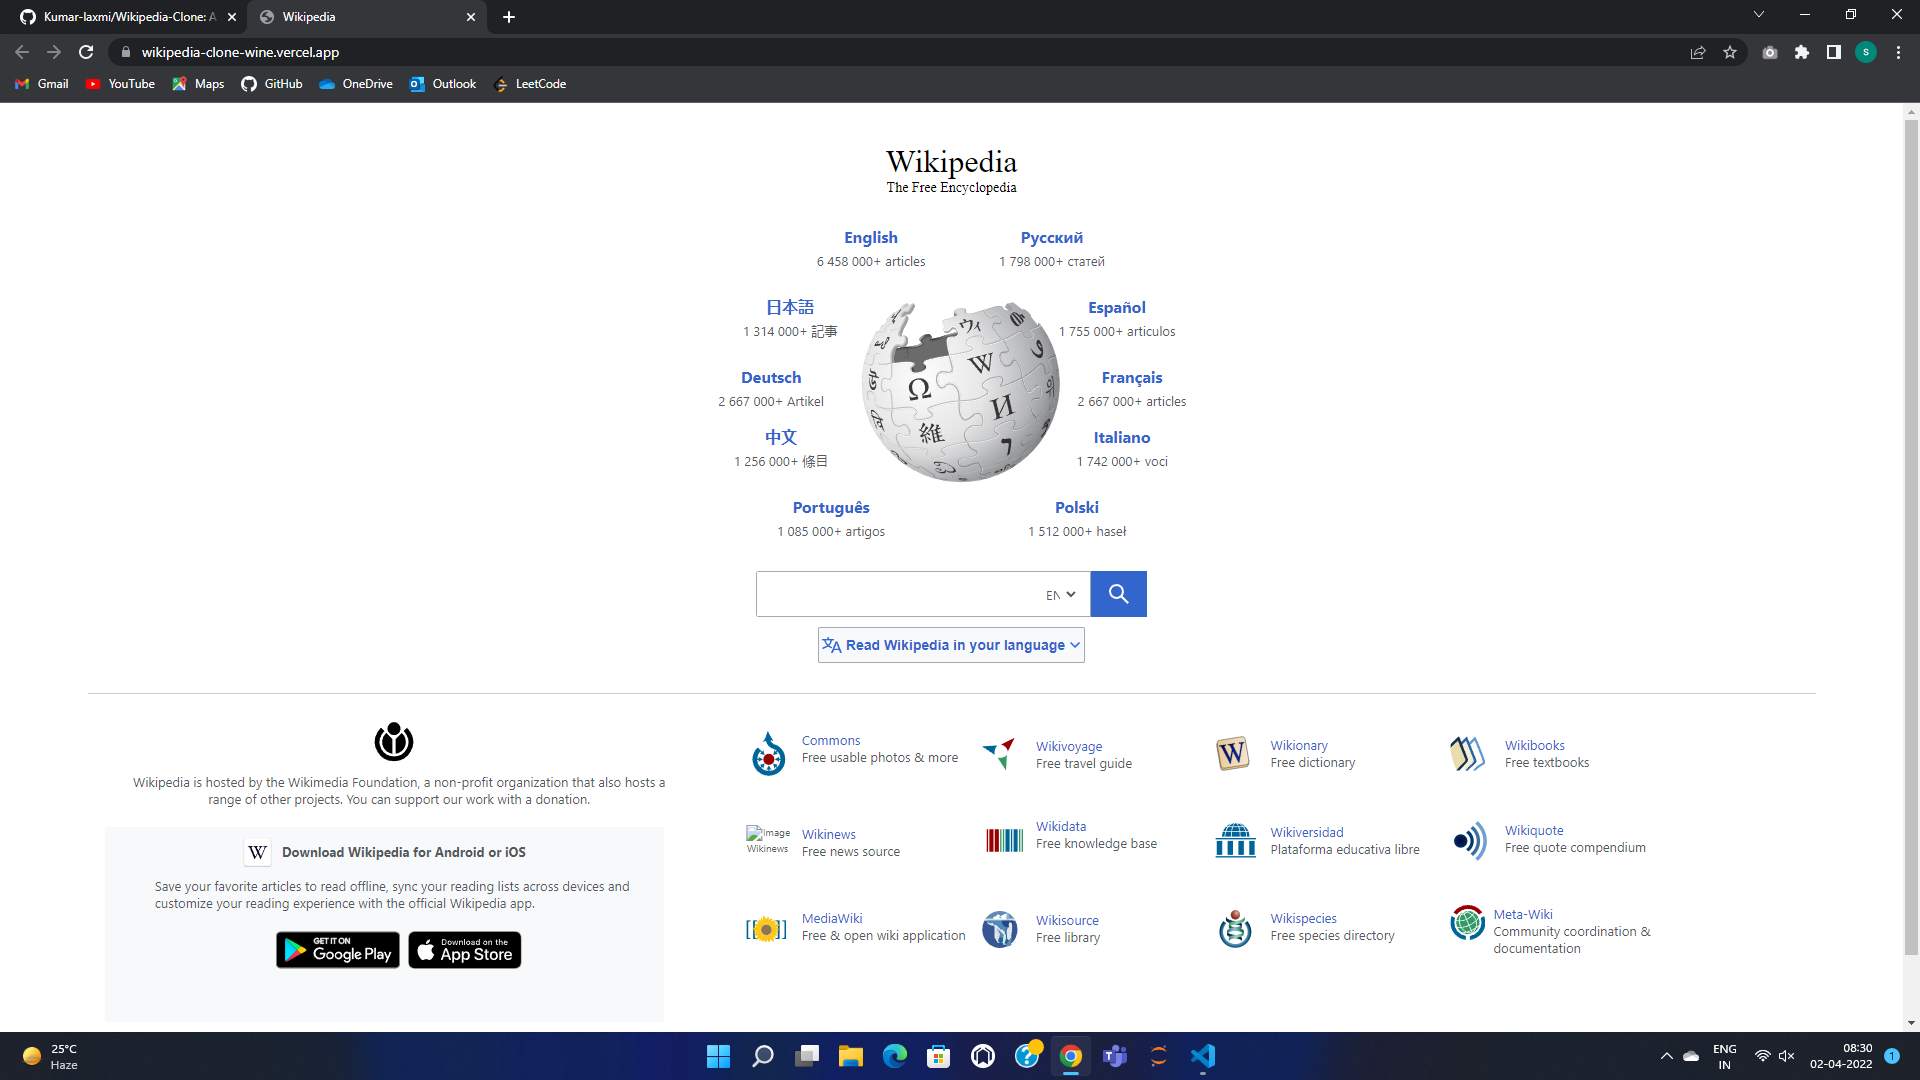 Kumar-laxmi/Wikipedia-Clone: A
Wikipedia
wikipedia-clone-wine.vercel.app
S
Gmail
YouTube
Maps
GitHub
OneDrive
Outlook
LeetCode
Wikipedia
The Free Encyclopedia
English
6 458 000+ articles
Русский
1 798 000+ статей
日本語
1 314 000+ 記事
Español
1 755 000+ articulos
Deutsch
2 667 000+ Artikel
Français
2 667 000+ articles
中文
1 256 000+ 條目
Italiano
1 742 000+ voci
Português
1 085 000+ artigos
Polski
1 512 000+ haseł
W
Ω
И
維
ウィ
EN
Read Wikipedia in your language
Wikipedia is hosted by the Wikimedia Foundation, a non-profit organization that also hosts a
range of other projects. You can support our work with a donation.
W
Download Wikipedia for Android or iOS
Save your favorite articles to read offline, sync your reading lists across devices and
customize your reading experience with the official Wikipedia app.
GET IT ON
Google Play
Download on the
App Store
Commons
Free usable photos & more
Wikivoyage
Free travel guide
W
Wikionary
Free dictionary
Wikibooks
Free textbooks
Image
Wikinews
Wikinews
Free news source
Wikidata
Free knowledge base
Wikiversidad
Plataforma educativa libre
Wikiquote
Free quote compendium
MediaWiki
Free & open wiki application
Wikisource
Free library
Wikispecies
Free species directory
Meta-Wiki
Community coordination &
documentation
25°C
Haze
ENG
IN
08:30
02-04-2022
1